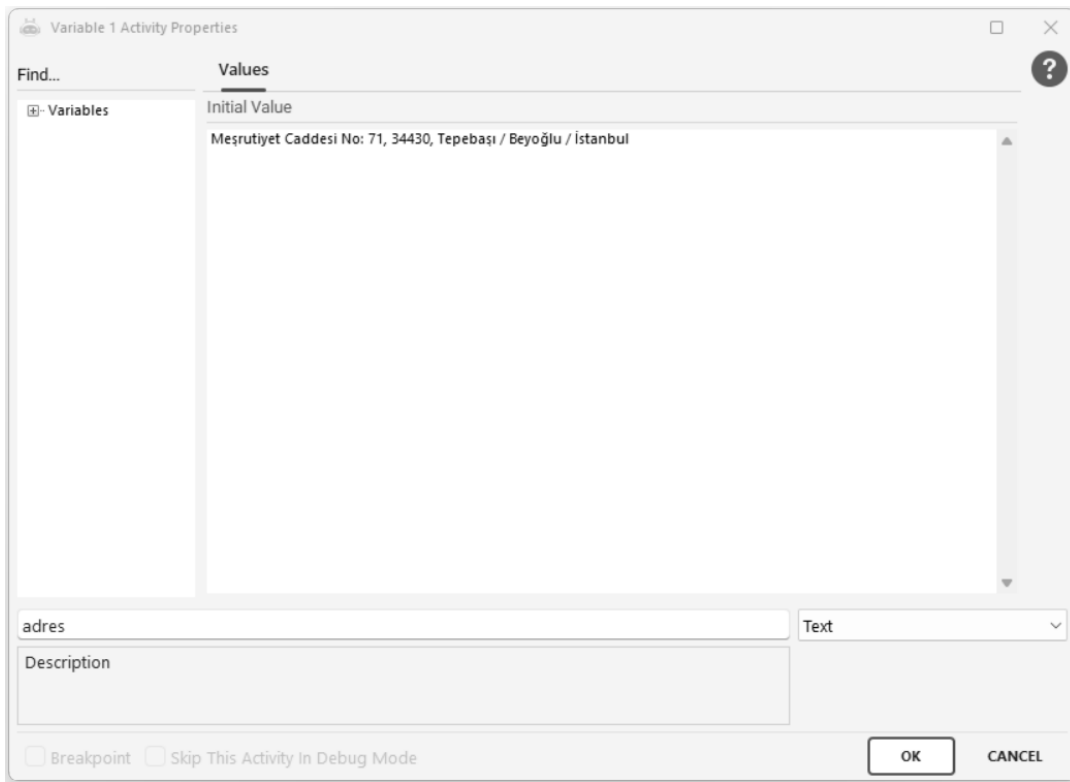 Variable 1 Activity Properties
Find...
Values
?
Variables
Initial Value
Meşrutiyet Caddesi No: 71, 34430, Tepebaşı / Beyoğlu / İstanbul
adres
Text
Description
Breakpoint
Skip This Activity In Debug Mode
OK
CANCEL